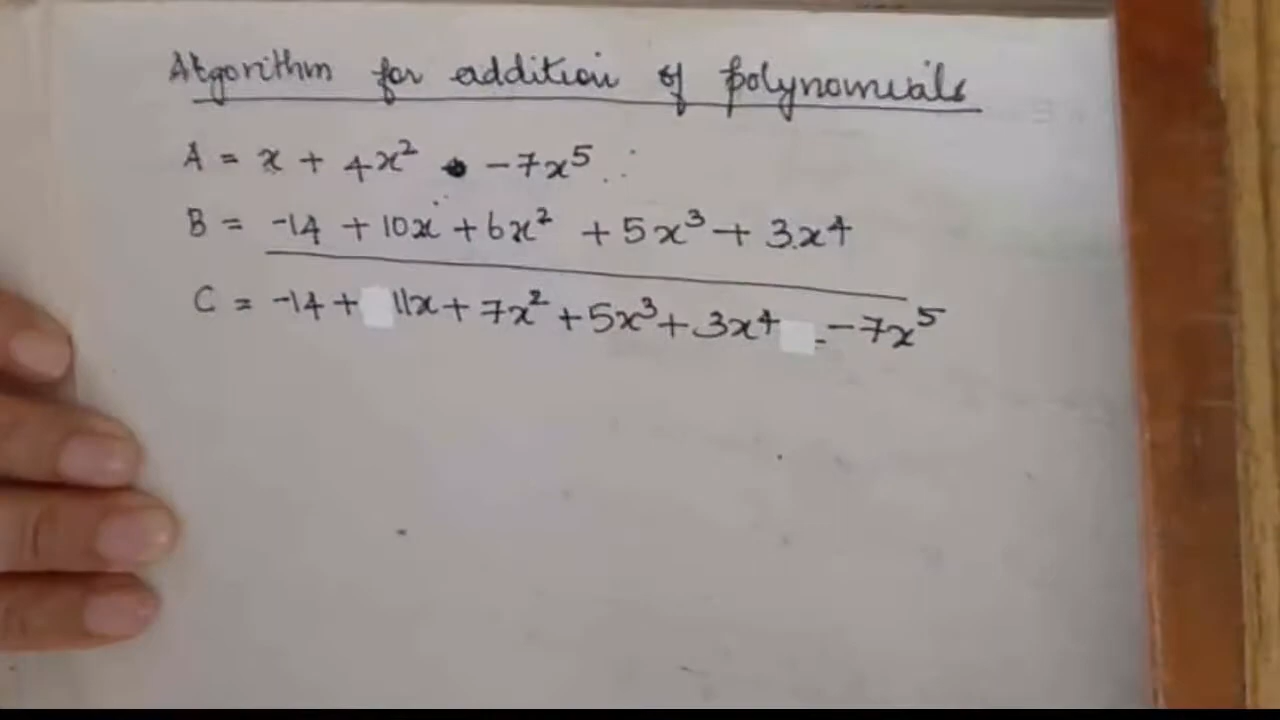 Algorithm for addition of polynomials
A = x + 4x² -7x⁵
B = -14 + 10x + 6x² + 5x³ + 3x⁴
C = -14 + 11x + 7x² + 5x³ + 3x⁴ - 7x⁵